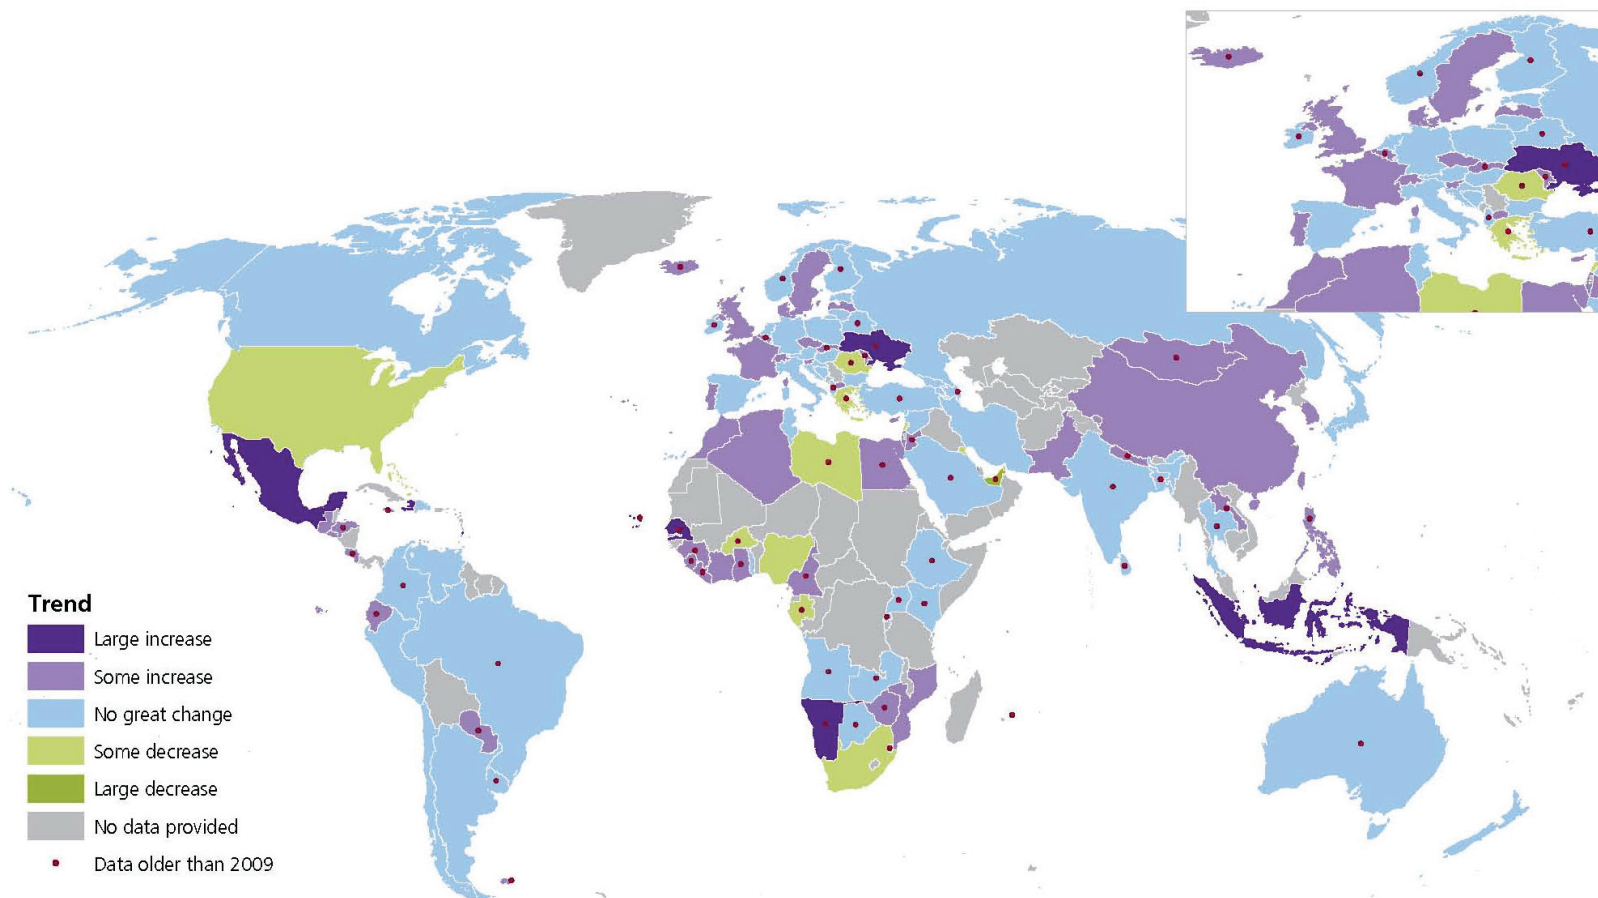 Trend
Large increase
Some increase
No great change
Some decrease
Large decrease
No data provided
Data older than 2009